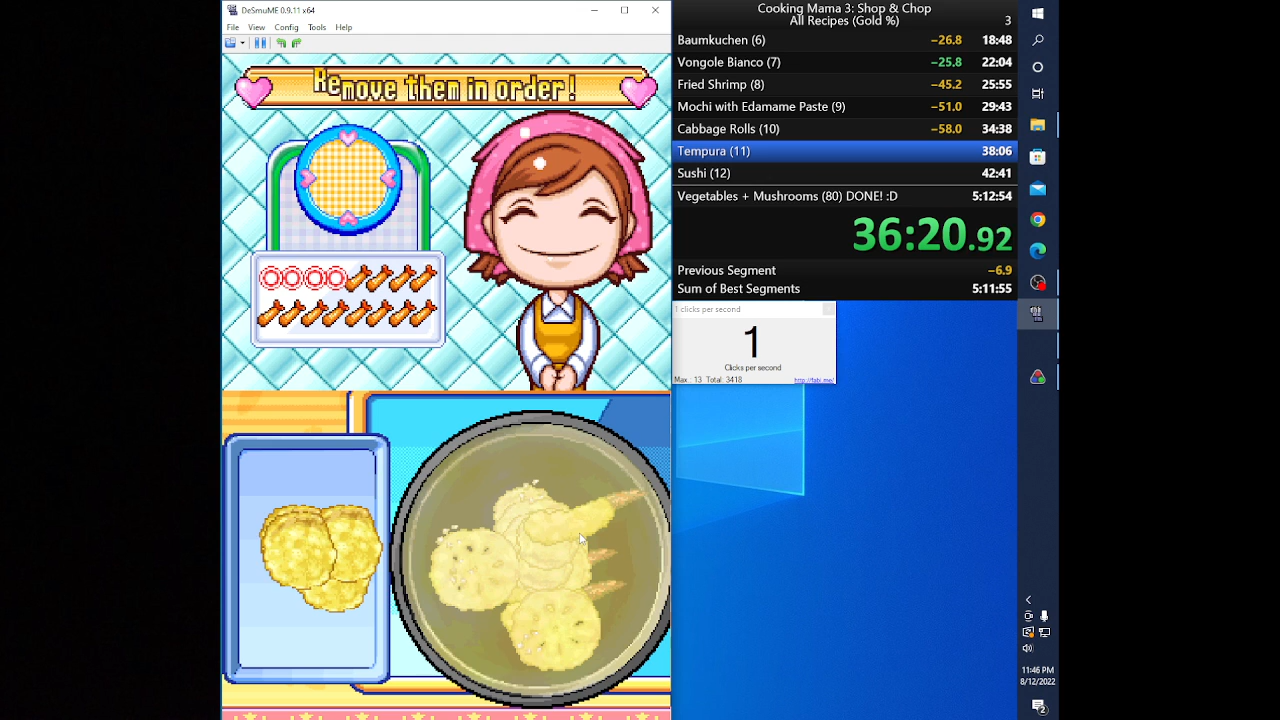 DeSmuME 0.9.11 x64
File View Config Tools Help
Remove them in order!
Cooking Mama 3: Shop & Chop
All Recipes (Gold %) 3
Baumkuchen (6) −26.8 18:48
Vongole Bianco (7) −25.8 22:04
Fried Shrimp (8) −45.2 25:55
Mochi with Edamame Paste (9) −51.0 29:43
Cabbage Rolls (10) −58.0 34:38
Tempura (11) 38:06
Sushi (12) 42:41
Vegetables + Mushrooms (80) DONE! :D 5:12:54
36:20.92
Previous Segment −6.9
Sum of Best Segments 5:11:55
1 clicks per second
1
Clicks per second
Max.: 13 Total: 3418
11:46 PM
8/12/2022
2